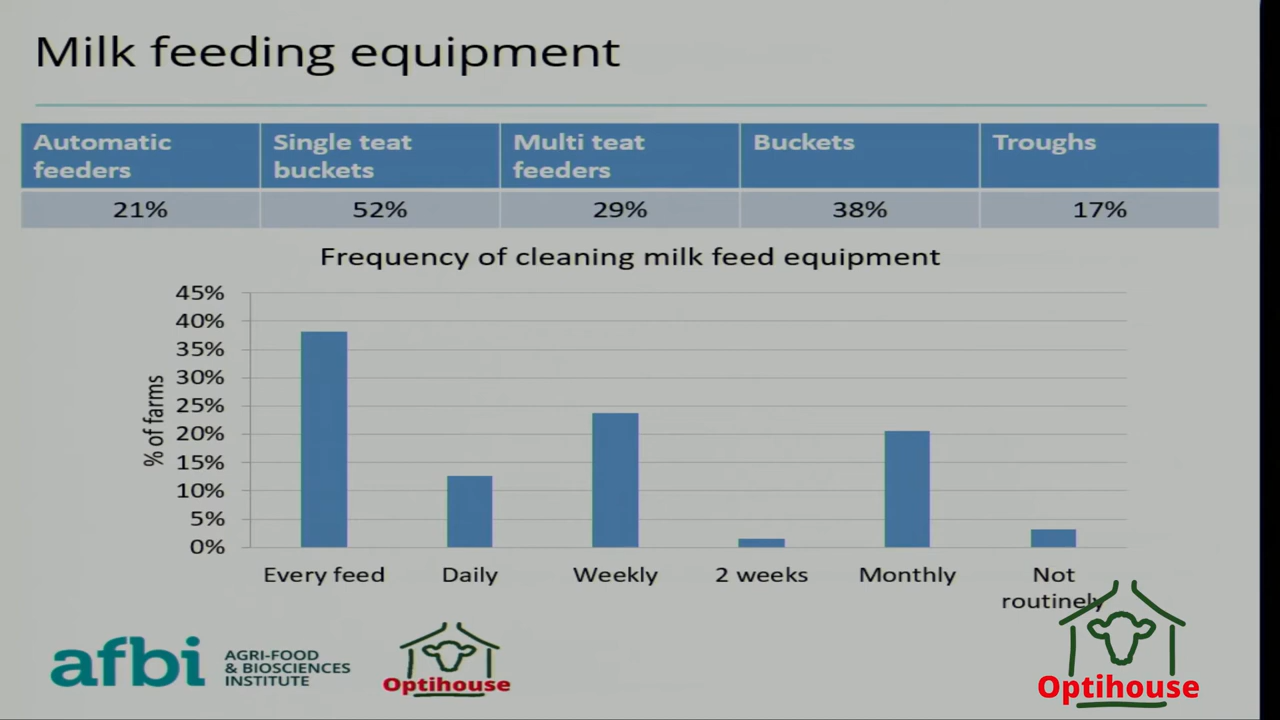 Milk feeding equipment
Automatic feeders
Single teat buckets
Multi teat feeders
Buckets
Troughs
21%
52%
29%
38%
17%
Frequency of cleaning milk feed equipment
45%
40%
35%
30%
25%
20%
15%
10%
5%
0%
% of farms
Every feed
Daily
Weekly
2 weeks
Monthly
Not
routinely
afbi
AGRI-FOOD
& BIOSCIENCES
INSTITUTE
Optihouse
Optihouse